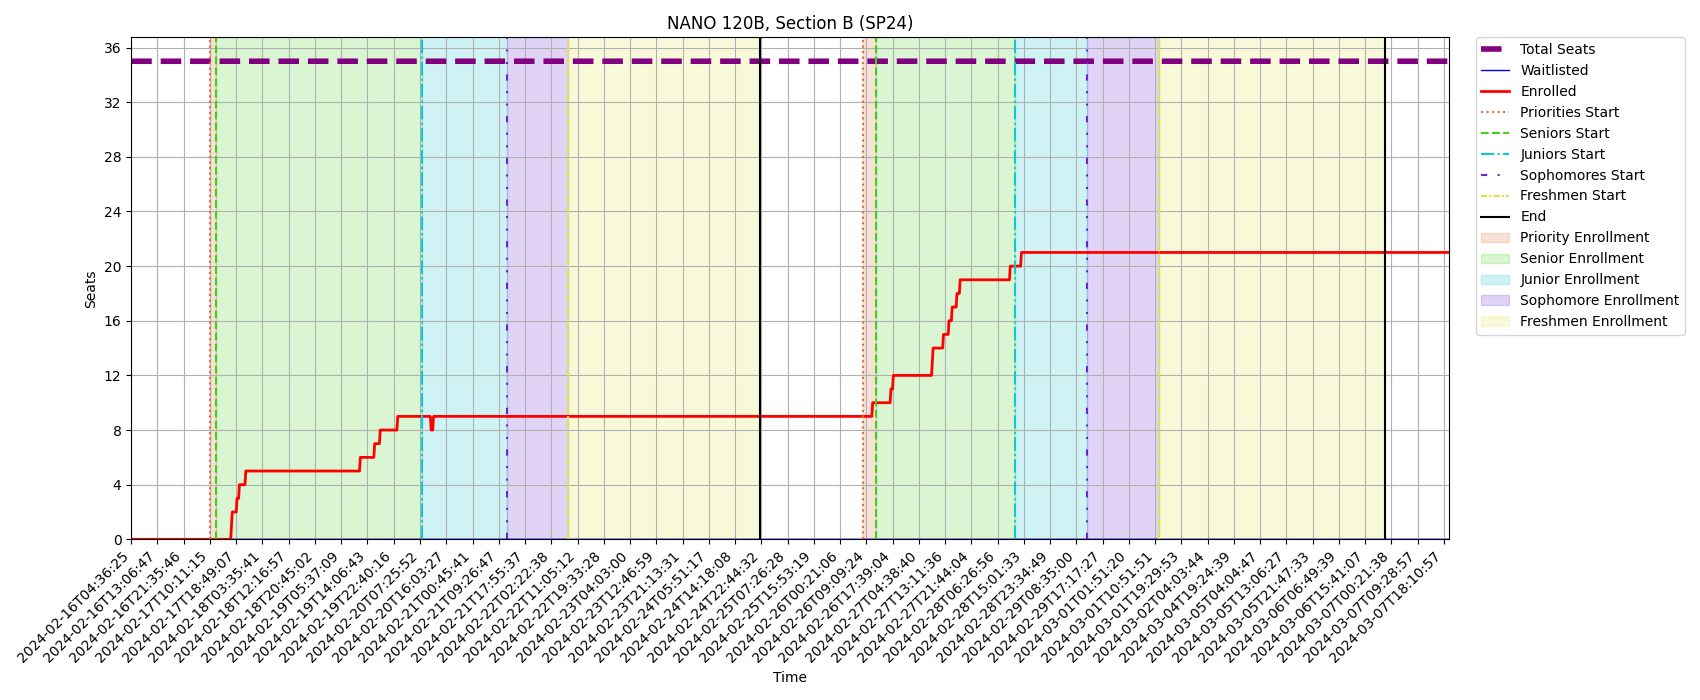 NANO 120B, Section B (SP24)
36
32
28
24
20
16
12
8
4
0
Seats
2024-02-16T04:36:25
2024-02-16T13:06:47
2024-02-16T21:35:46
2024-02-17T10:11:15
2024-02-17T18:49:07
2024-02-18T03:35:41
2024-02-18T12:16:57
2024-02-18T20:45:02
2024-02-19T05:37:09
2024-02-19T14:06:43
2024-02-19T22:40:16
2024-02-20T07:25:52
2024-02-20T16:03:27
2024-02-21T00:45:41
2024-02-21T09:26:47
2024-02-21T17:55:37
2024-02-22T02:22:38
2024-02-22T11:05:12
2024-02-22T19:33:28
2024-02-23T04:03:00
2024-02-23T12:46:59
2024-02-23T21:13:31
2024-02-24T05:51:17
2024-02-24T14:18:08
2024-02-24T22:44:32
2024-02-25T07:26:28
2024-02-25T15:53:19
2024-02-26T00:21:06
2024-02-26T09:09:24
2024-02-26T17:39:04
2024-02-27T04:38:40
2024-02-27T13:11:36
2024-02-27T21:44:04
2024-02-28T06:26:56
2024-02-28T15:01:33
2024-02-28T23:34:49
2024-02-29T08:35:00
2024-02-29T17:17:27
2024-03-01T01:51:20
2024-03-01T10:51:51
2024-03-01T19:29:53
2024-03-02T04:03:44
2024-03-04T19:24:39
2024-03-05T04:04:47
2024-03-05T13:06:27
2024-03-05T21:47:33
2024-03-06T06:49:39
2024-03-06T15:41:07
2024-03-07T00:21:38
2024-03-07T09:28:57
2024-03-07T18:10:57
Time
Total Seats
Waitlisted
Enrolled
Priorities Start
Seniors Start
Juniors Start
Sophomores Start
Freshmen Start
End
Priority Enrollment
Senior Enrollment
Junior Enrollment
Sophomore Enrollment
Freshmen Enrollment